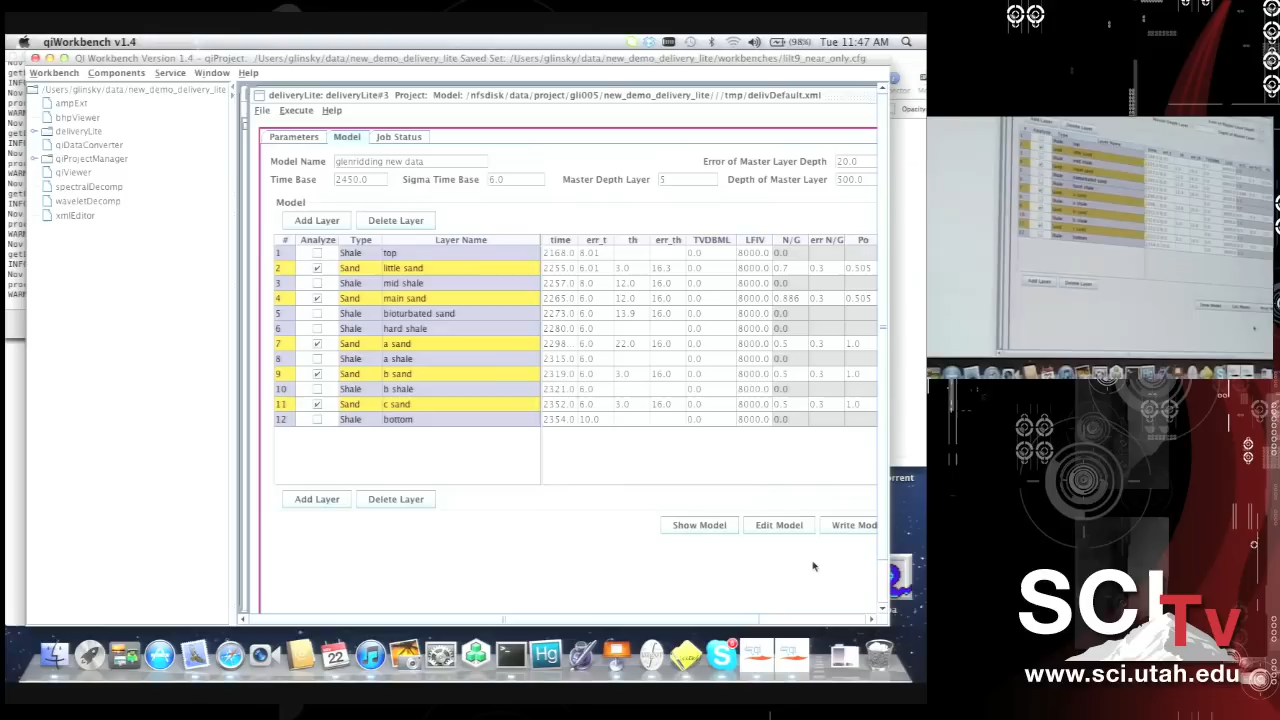 qiWorkbench v1.4
(98%) Tue 11:47 AM
QI Workbench Version 1.4 - qiProject: /Users/glinsky/data/new_demo_delivery_lite Saved Set: /Users/glinsky/data/new_demo_delivery_lite/workbenches/lilt9_near_only.cfg
Workbench Components Service Window Help
/Users/glinsky/data/new_demo_delivery_lite
ampExt
bhpViewer
deliveryLite
qiDataConverter
qiProjectManager
qiViewer
spectralDecomp
waveletDecomp
xmlEditor
deliveryLite: deliveryLite#3 Project: Model: /nfsdisk/data/project/gli005/new_demo_delivery_lite///tmp/delivDefault.xml
Opacity
File Execute Help
Parameters Model Job Status
Model Name glenridding new data Error of Master Layer Depth 20.0
Time Base 2450.0 Sigma Time Base 6.0 Master Depth Layer 5 Depth of Master Layer 500.0
Model
Add Layer Delete Layer
# Analyze Type Layer Name time err_t th err_th TVDBML LFIV N/G err N/G Po
1 Shale top 2168.0 8.01 0.0 8000.0 0.0
2 Sand little sand 2255.0 6.01 3.0 16.3 0.0 8000.0 0.7 0.3 0.505
3 Shale mid shale 2257.0 8.0 12.0 16.0 0.0 8000.0 0.0
4 Sand main sand 2265.0 6.0 12.0 16.0 0.0 8000.0 0.886 0.3 0.505
5 Shale bioturbated sand 2273.0 6.0 13.9 16.0 0.0 8000.0 0.0
6 Shale hard shale 2280.0 6.0 0.0 8000.0 0.0
7 Sand a sand 2298... 6.0 22.0 16.0 0.0 8000.0 0.5 0.3 1.0
8 Shale a shale 2315.0 6.0 0.0 8000.0 0.0
9 Sand b sand 2319.0 6.0 3.0 16.0 0.0 8000.0 0.5 0.3 1.0
10 Shale b shale 2321.0 6.0 0.0 8000.0 0.0
11 Sand c sand 2352.0 6.0 3.0 16.0 0.0 8000.0 0.5 0.3 1.0
12 Shale bottom 2354.0 10.0 0.0 8000.0 0.0
Add Layer Delete Layer
Show Model Edit Model Write Mod
22
Hg
SCI
Tv
www.sci.utah.edu